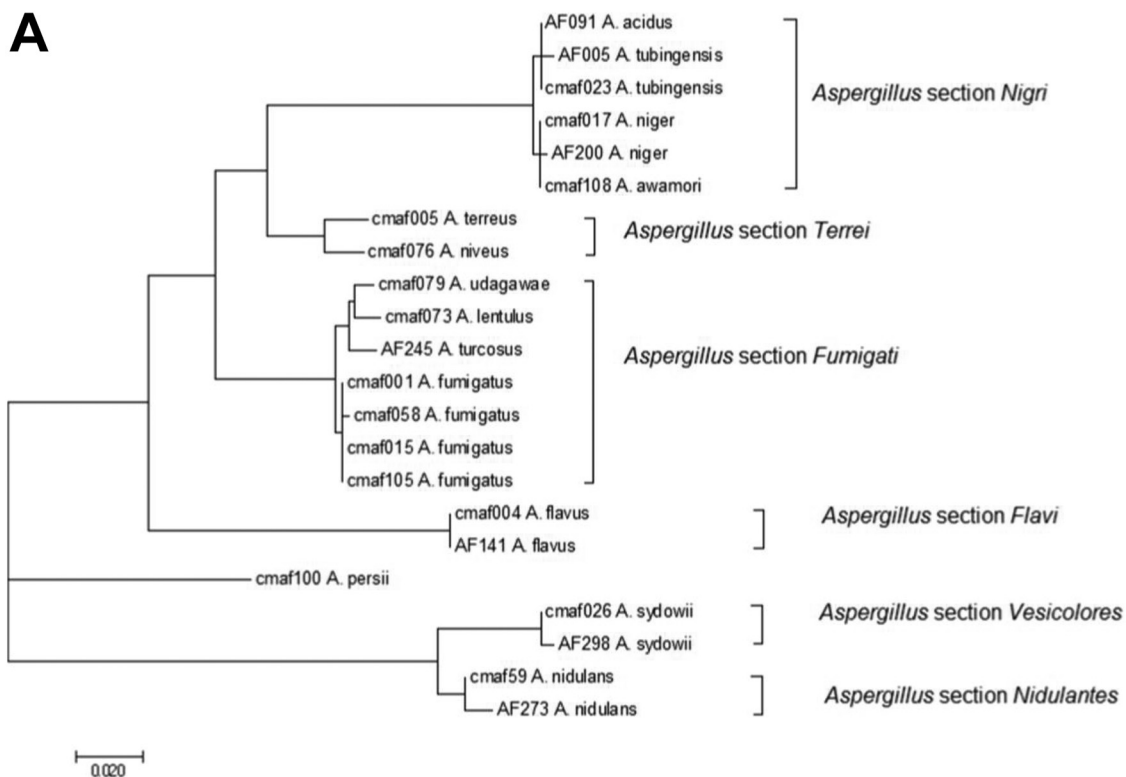 A
AF091 A. acidus
AF005 A. tubingensis
cmaf023 A. tubingensis
Aspergillus section Nigri
cmaf017 A. niger
AF200 A. niger
cmaf108 A. awamori
cmaf005 A. terreus
Aspergillus section Terrei
cmaf076 A. niveus
cmaf079 A. udagawae
cmaf073 A. lentulus
AF245 A. turcosus
Aspergillus section Fumigati
cmaf001 A. fumigatus
cmaf058 A. fumigatus
cmaf015 A. fumigatus
cmaf105 A. fumigatus
cmaf004 A. flavus
Aspergillus section Flavi
AF141 A. flavus
cmaf100 A. persii
cmaf026 A. sydowii
Aspergillus section Vesicolores
AF298 A. sydowii
cmaf59 A. nidulans
Aspergillus section Nidulantes
AF273 A. nidulans
0.020